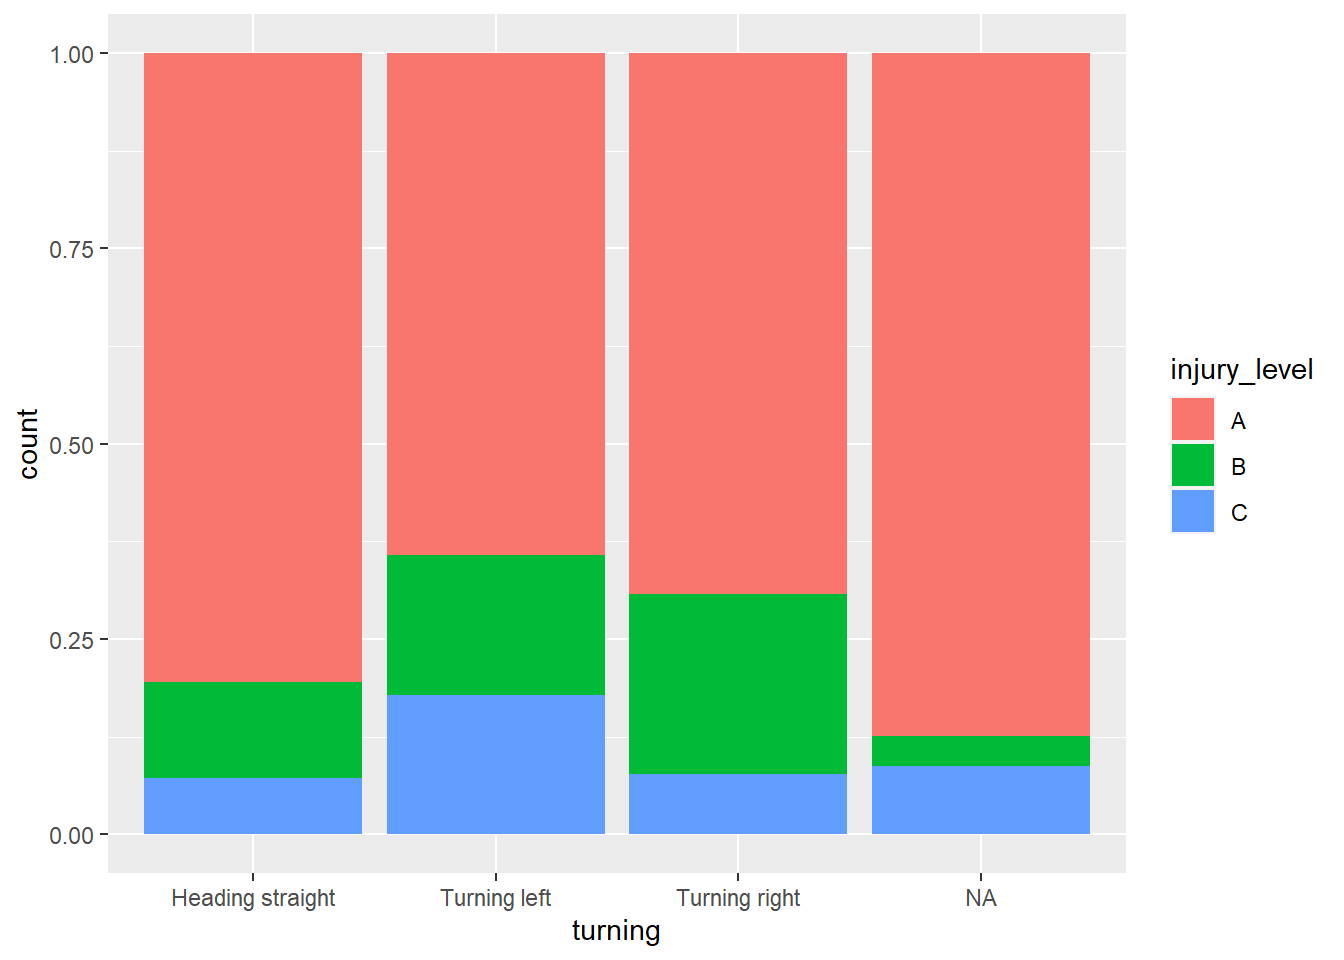 1.00
0.75
0.50
0.25
0.00
count
Heading straight
Turning left
Turning right
NA
turning
injury_level
A
B
C